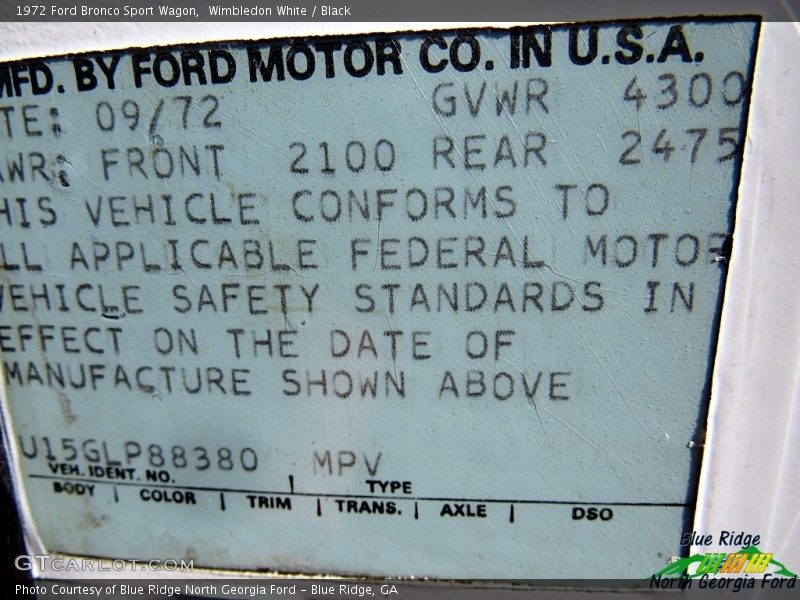 1972 Ford Bronco Sport Wagon, Wimbledon White / Black
MFD. BY FORD MOTOR CO. IN U.S.A.
TE: 09/72 GVWR 4300
WR: FRONT 2100 REAR 2475
HIS VEHICLE CONFORMS TO
LL APPLICABLE FEDERAL MOTOR
VEHICLE SAFETY STANDARDS IN
EFFECT ON THE DATE OF
MANUFACTURE SHOWN ABOVE
U15GLP88380 MPV
VEH. IDENT. NO. TYPE
BODY | COLOR | TRIM | TRANS. | AXLE | DSO
GTCARLOT.COM
Blue Ridge
North Georgia Ford
Photo Courtesy of Blue Ridge North Georgia Ford - Blue Ridge, GA